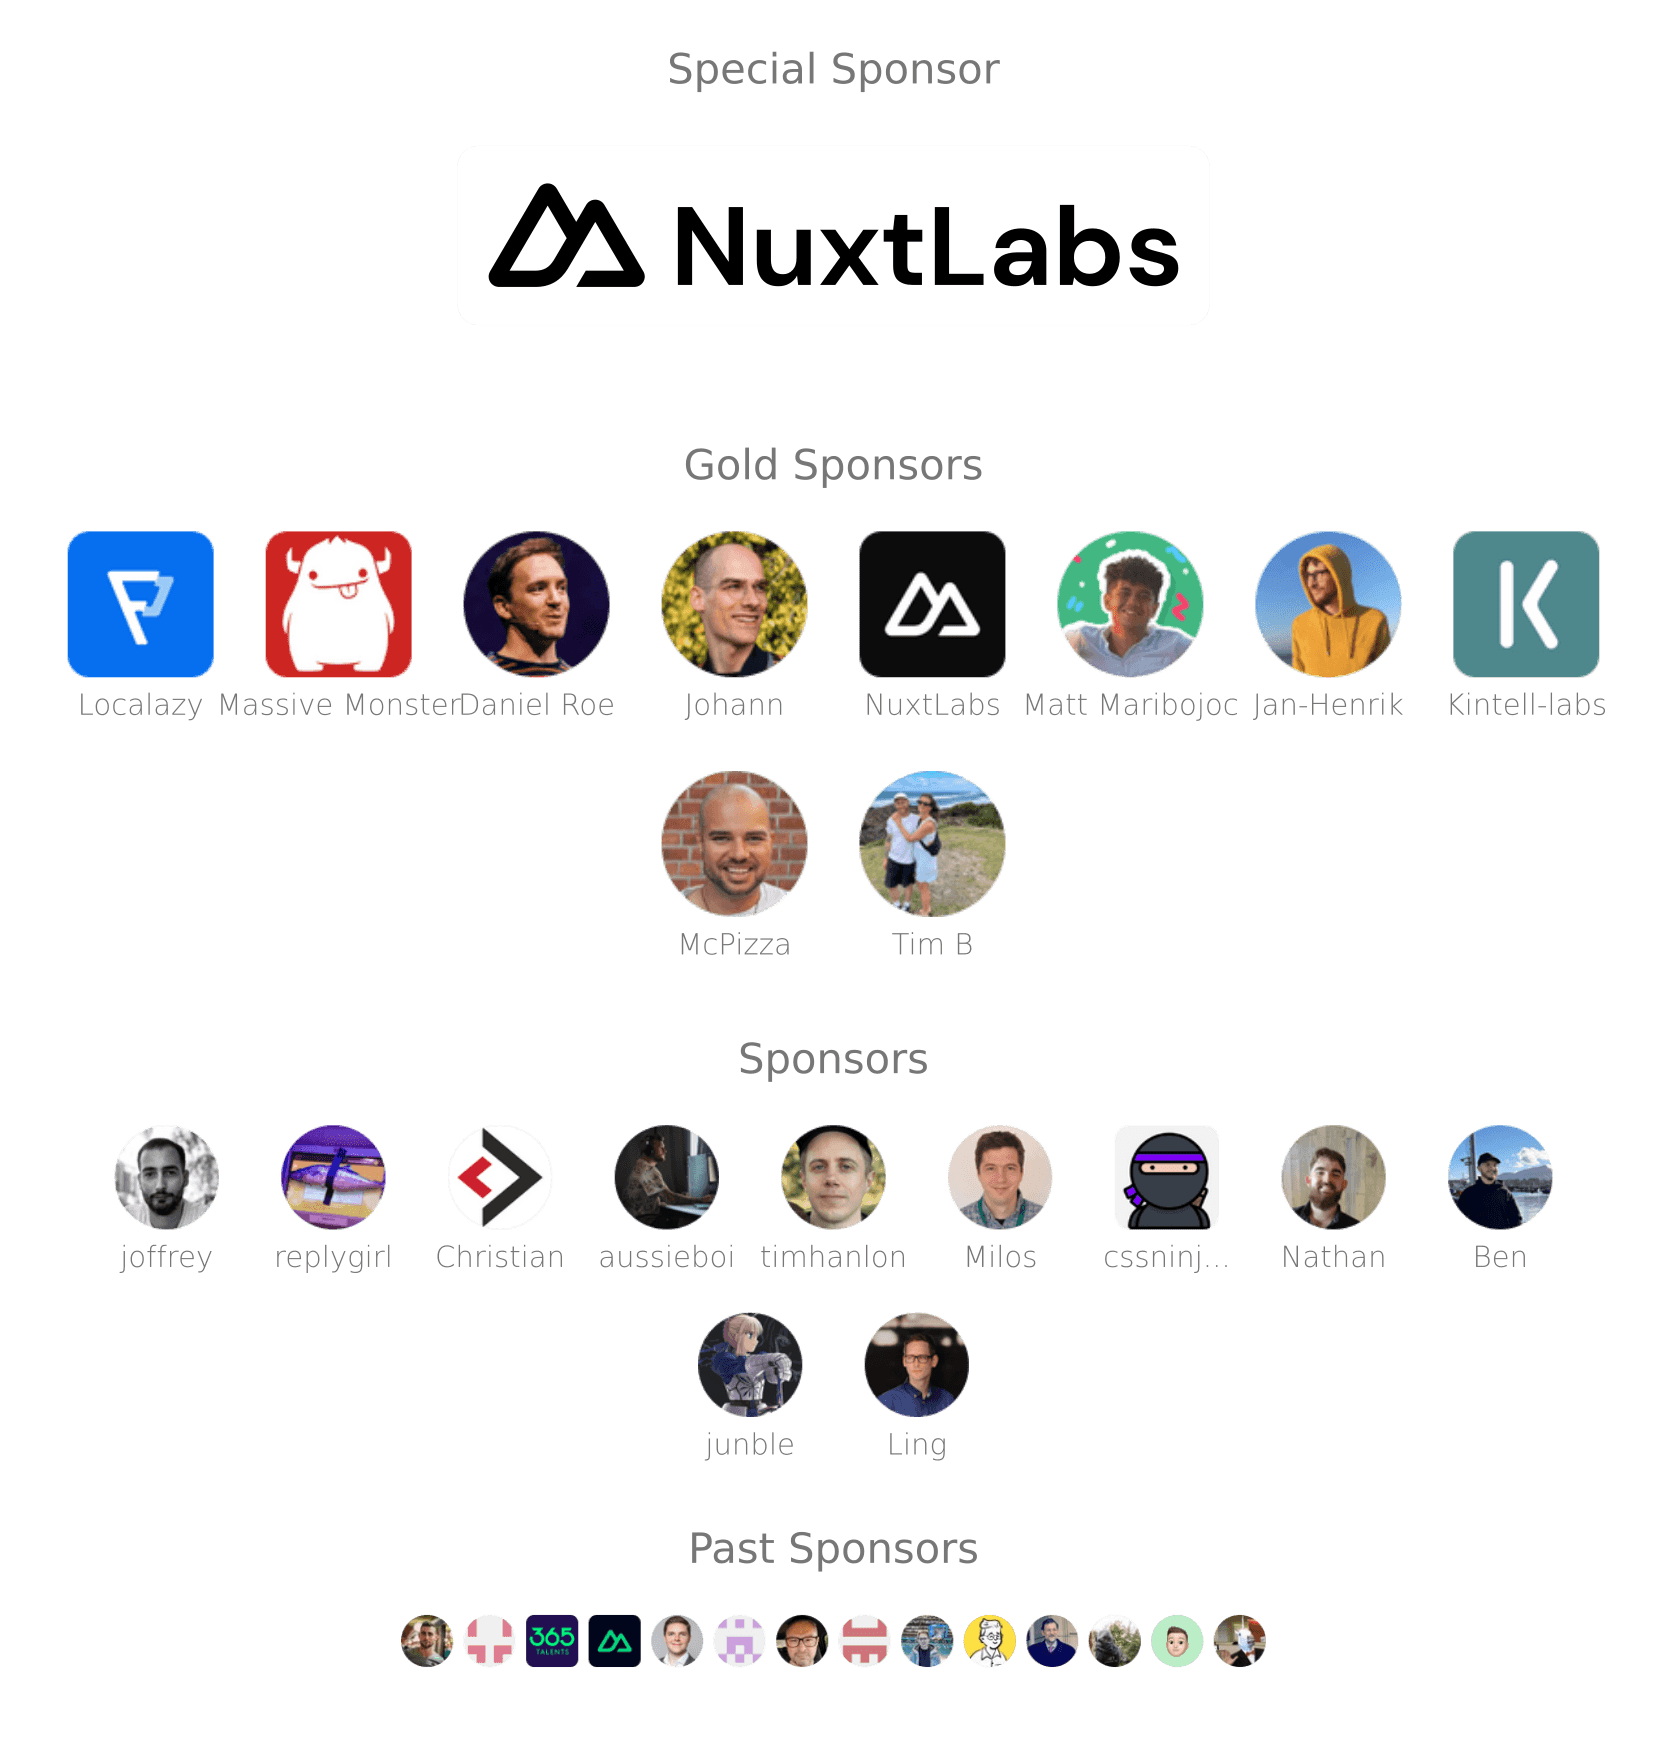 Special Sponsor
NuxtLabs
Gold Sponsors
Localazy Massive Monster Daniel Roe Johann NuxtLabs Matt Maribojoc Jan-Henrik Kintell-labs
McPizza Tim B
Sponsors
joffrey replygirl Christian aussieboi timhanlon Milos cssninj... Nathan Ben
junble Ling
Past Sponsors
365
TALENTS